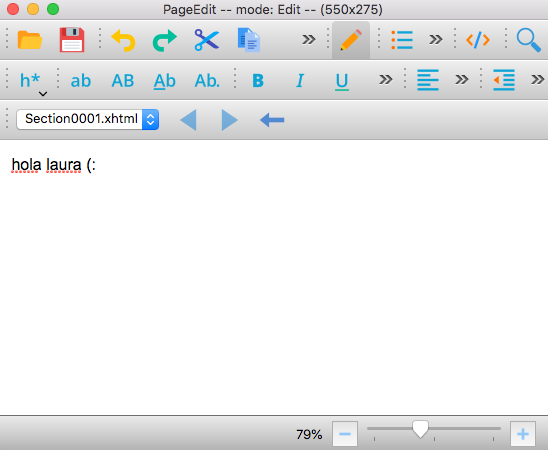 PageEdit -- mode: Edit -- (550x275)
h* ab AB Ab Ab. B I U
Section0001.xhtml
hola laura (:
79%